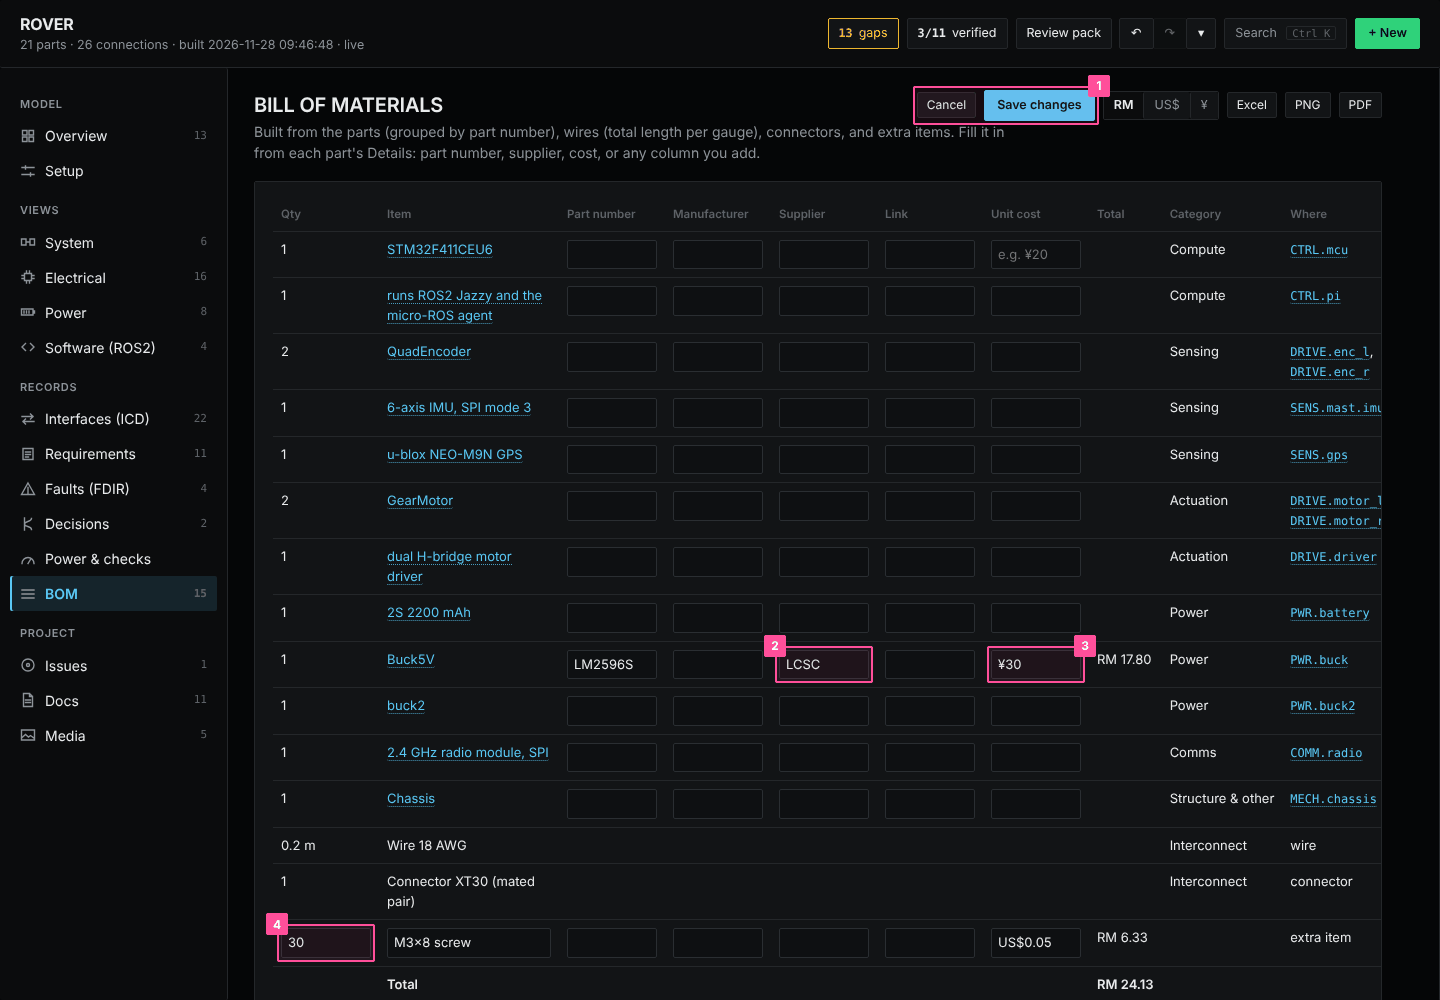 ROVER
21 parts · 26 connections · built 2026-11-28 09:46:48 · live
13 gaps
3/11 verified
Review pack
↶
↷
▾
Search Ctrl K
+ New
MODEL
Overview 13
Setup
VIEWS
System 6
Electrical 16
Power 8
Software (ROS2) 4
RECORDS
Interfaces (ICD) 22
Requirements 11
Faults (FDIR) 4
Decisions 2
Power & checks
BOM 15
PROJECT
Issues 1
Docs 11
Media 5
BILL OF MATERIALS
Cancel Save changes 1 RM US$ ¥ Excel PNG PDF
Built from the parts (grouped by part number), wires (total length per gauge), connectors, and extra items. Fill it in
from each part's Details: part number, supplier, cost, or any column you add.
Qty Item Part number Manufacturer Supplier Link Unit cost Total Category Where
1 STM32F411CEU6 e.g. ¥20 Compute CTRL.mcu
1 runs ROS2 Jazzy and the Compute CTRL.pi
micro-ROS agent
2 QuadEncoder Sensing DRIVE.enc_l,
DRIVE.enc_r
1 6-axis IMU, SPI mode 3 Sensing SENS.mast.imu
1 u-blox NEO-M9N GPS Sensing SENS.gps
2 GearMotor Actuation DRIVE.motor_l
DRIVE.motor_r
1 dual H-bridge motor Actuation DRIVE.driver
driver
1 2S 2200 mAh Power PWR.battery
2 3
1 Buck5V LM2596S LCSC ¥30 RM 17.80 Power PWR.buck
1 buck2 Power PWR.buck2
1 2.4 GHz radio module, SPI Comms COMM.radio
1 Chassis Structure & other MECH.chassis
0.2 m Wire 18 AWG Interconnect wire
1 Connector XT30 (mated Interconnect connector
pair)
4
30 M3×8 screw US$0.05 RM 6.33 extra item
Total RM 24.13